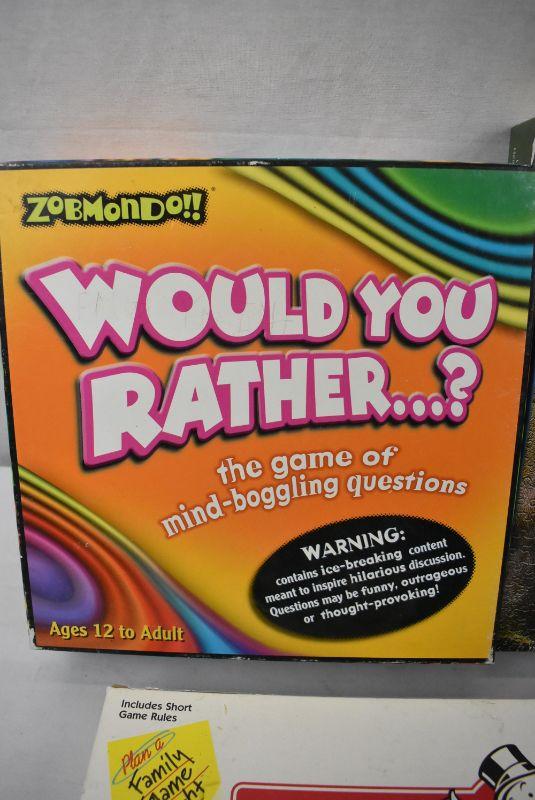 ZOBMONDO!!
WOULD YOU
RATHER...?
the game of
mind-boggling questions
WARNING:
contains ice-breaking content
meant to inspire hilarious discussion.
Questions may be funny, outrageous
or thought-provoking!
Ages 12 to Adult
Includes Short
Game Rules
Plan a
Family
Game